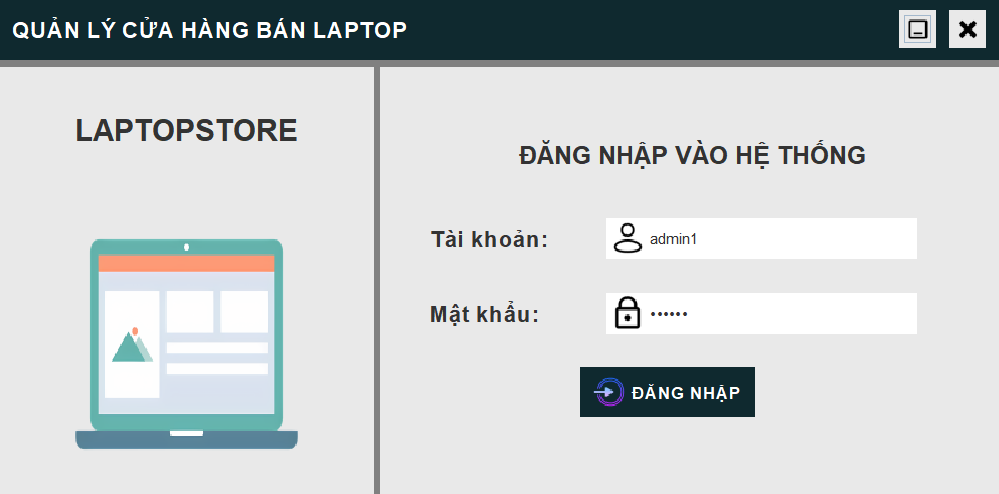 QUẢN LÝ CỬA HÀNG BÁN LAPTOP
LAPTOPSTORE
ĐĂNG NHẬP VÀO HỆ THỐNG
Tài khoản: admin1
Mật khẩu: ••••••
ĐĂNG NHẬP